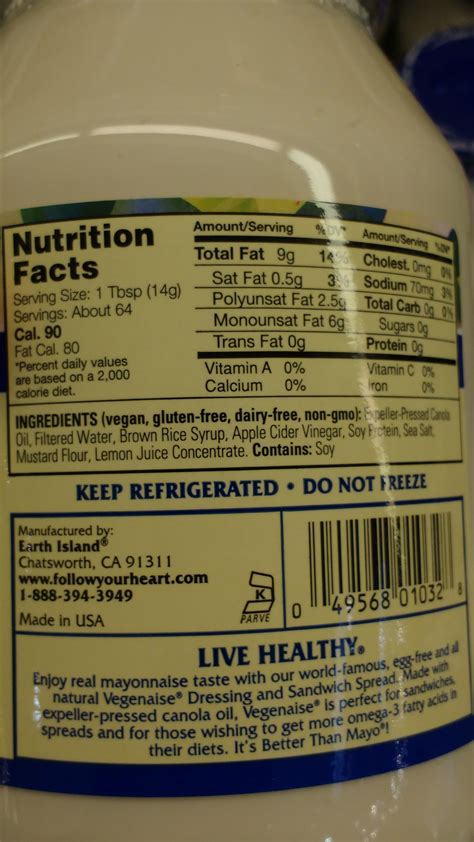 Nutrition
Facts
Serving Size: 1 Tbsp (14g)
Servings: About 64
Cal. 90
Fat Cal. 80
*Percent daily values
are based on a 2,000
calorie diet.
Amount/Serving %DV*
Total Fat 9g 14%
Sat Fat 0.5g 3%
Polyunsat Fat 2.5g
Monounsat Fat 6g
Trans Fat 0g
Amount/Serving %DV*
Cholest. 0mg 0%
Sodium 70mg 3%
Total Carb 0g 0%
Sugars 0g
Protein 0g
Vitamin A 0% Vitamin C 0%
Calcium 0% Iron 0%
INGREDIENTS (vegan, gluten-free, dairy-free, non-gmo): Expeller-Pressed Canola
Oil, Filtered Water, Brown Rice Syrup, Apple Cider Vinegar, Soy Protein, Sea Salt,
Mustard Flour, Lemon Juice Concentrate. Contains: Soy
KEEP REFRIGERATED • DO NOT FREEZE
Manufactured by:
Earth Island®
Chatsworth, CA 91311
www.followyourheart.com
1-888-394-3949
Made in USA
K
PARVE
0 49568 01032 8
LIVE HEALTHY®
Enjoy real mayonnaise taste with our world-famous, egg-free and all
natural Vegenaise® Dressing and Sandwich Spread. Made with
expeller-pressed canola oil, Vegenaise® is perfect for sandwiches,
spreads and for those wishing to get more omega-3 fatty acids in
their diets. It's Better Than Mayo®!